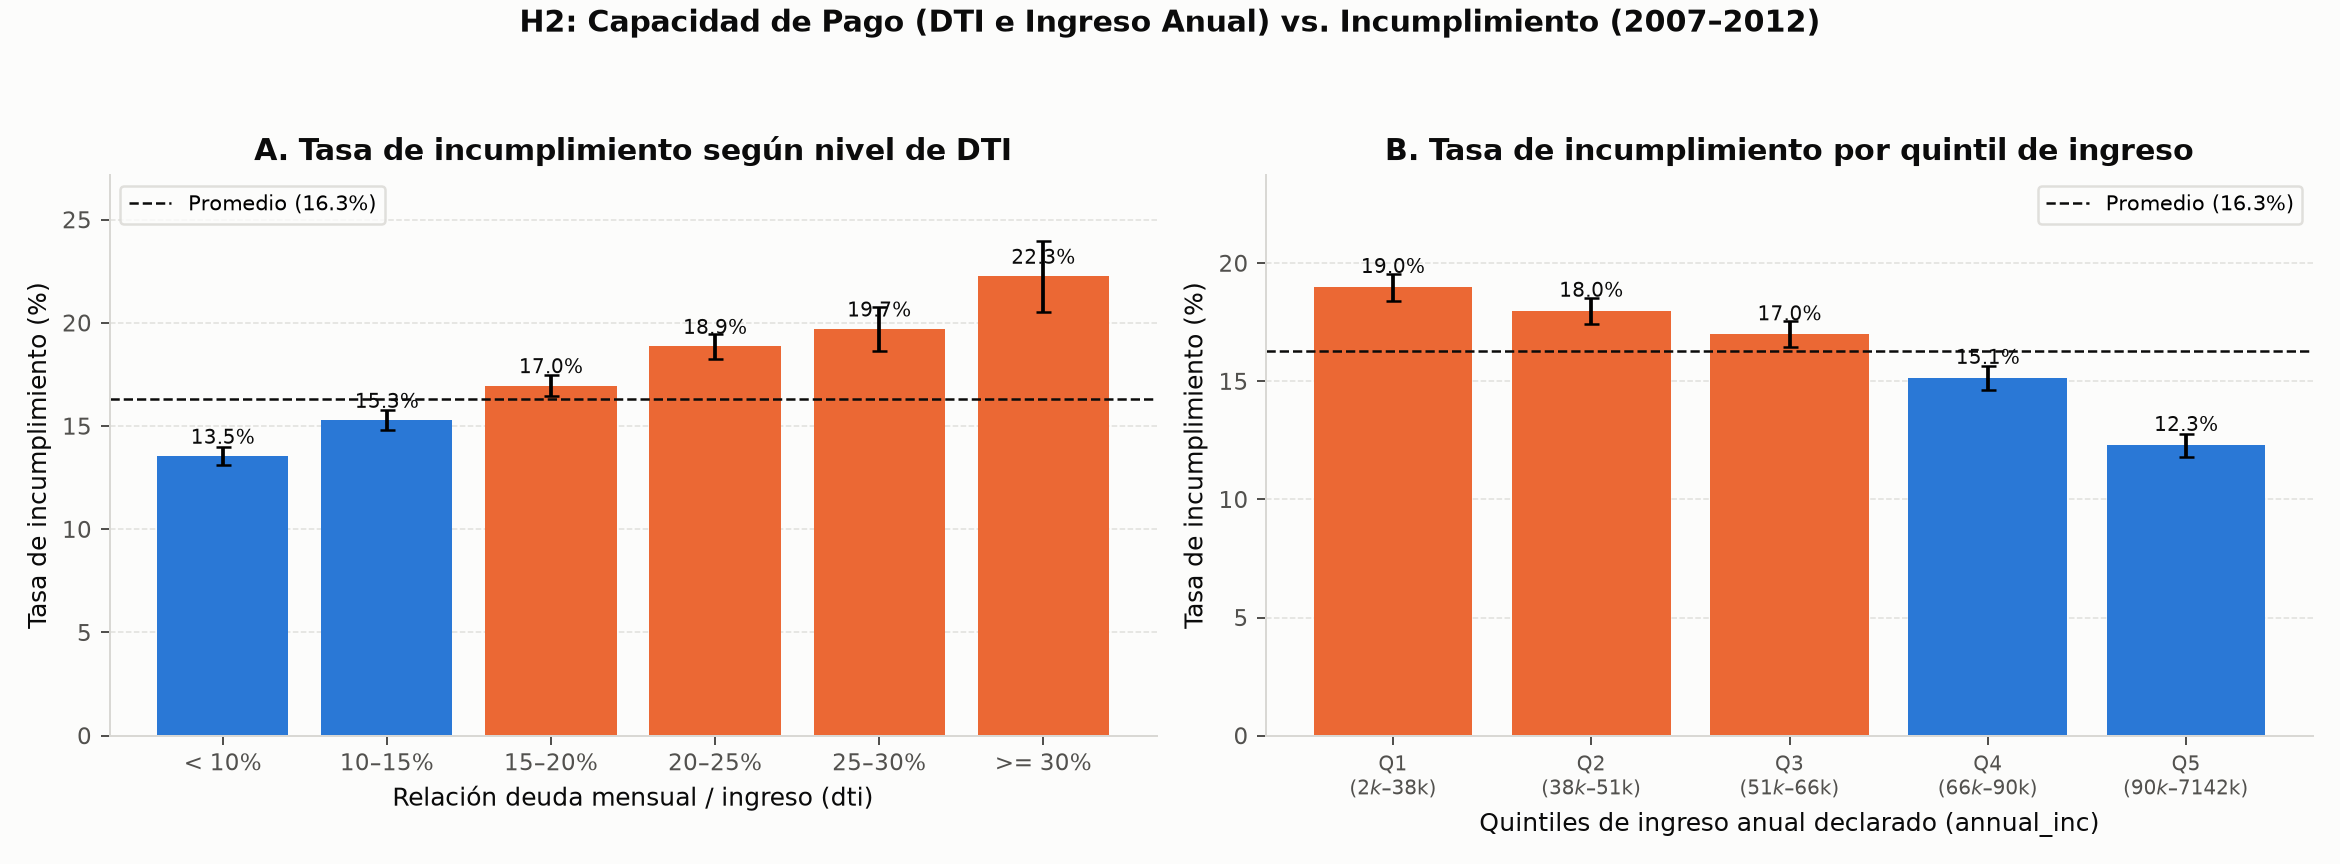 H2: Capacidad de Pago (DTI e Ingreso Anual) vs. Incumplimiento (2007–2012)
A. Tasa de incumplimiento según nivel de DTI
Promedio (16.3%)
Tasa de incumplimiento (%)
25
20
15
10
5
0
13.5%
15.3%
17.0%
18.9%
19.7%
22.3%
< 10%
10–15%
15–20%
20–25%
25–30%
>= 30%
Relación deuda mensual / ingreso (dti)
B. Tasa de incumplimiento por quintil de ingreso
Promedio (16.3%)
Tasa de incumplimiento (%)
20
15
10
5
0
19.0%
18.0%
17.0%
15.1%
12.3%
Q1
(2k–38k)
Q2
(38k–51k)
Q3
(51k–66k)
Q4
(66k–90k)
Q5
(90k–7142k)
Quintiles de ingreso anual declarado (annual_inc)